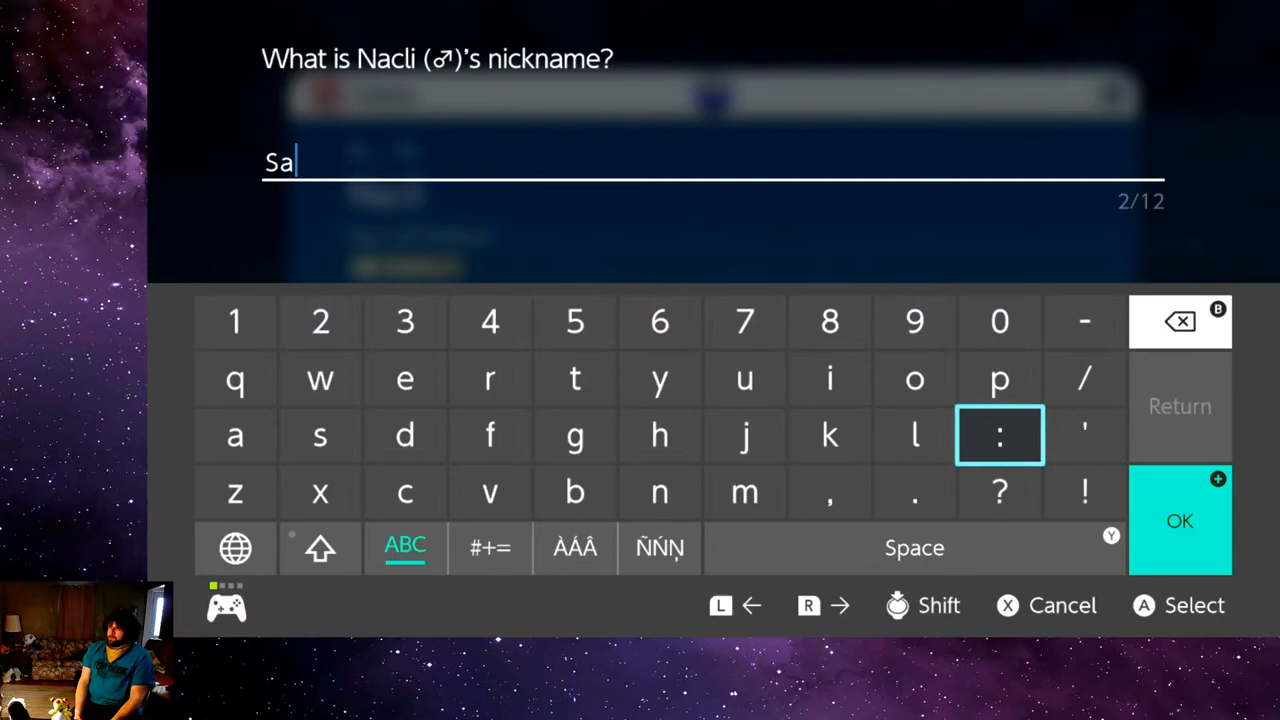 What is Nacli (♂)'s nickname?
Sa
2/12
1 2 3 4 5 6 7 8 9 0 - B
q w e r t y u i o p / Return
a s d f g h j k l : '
z x c v b n m , . ? ! + OK
ABC #+= ÀÁÂ ÑŃŅ Space Y
L ← R → Shift X Cancel A Select